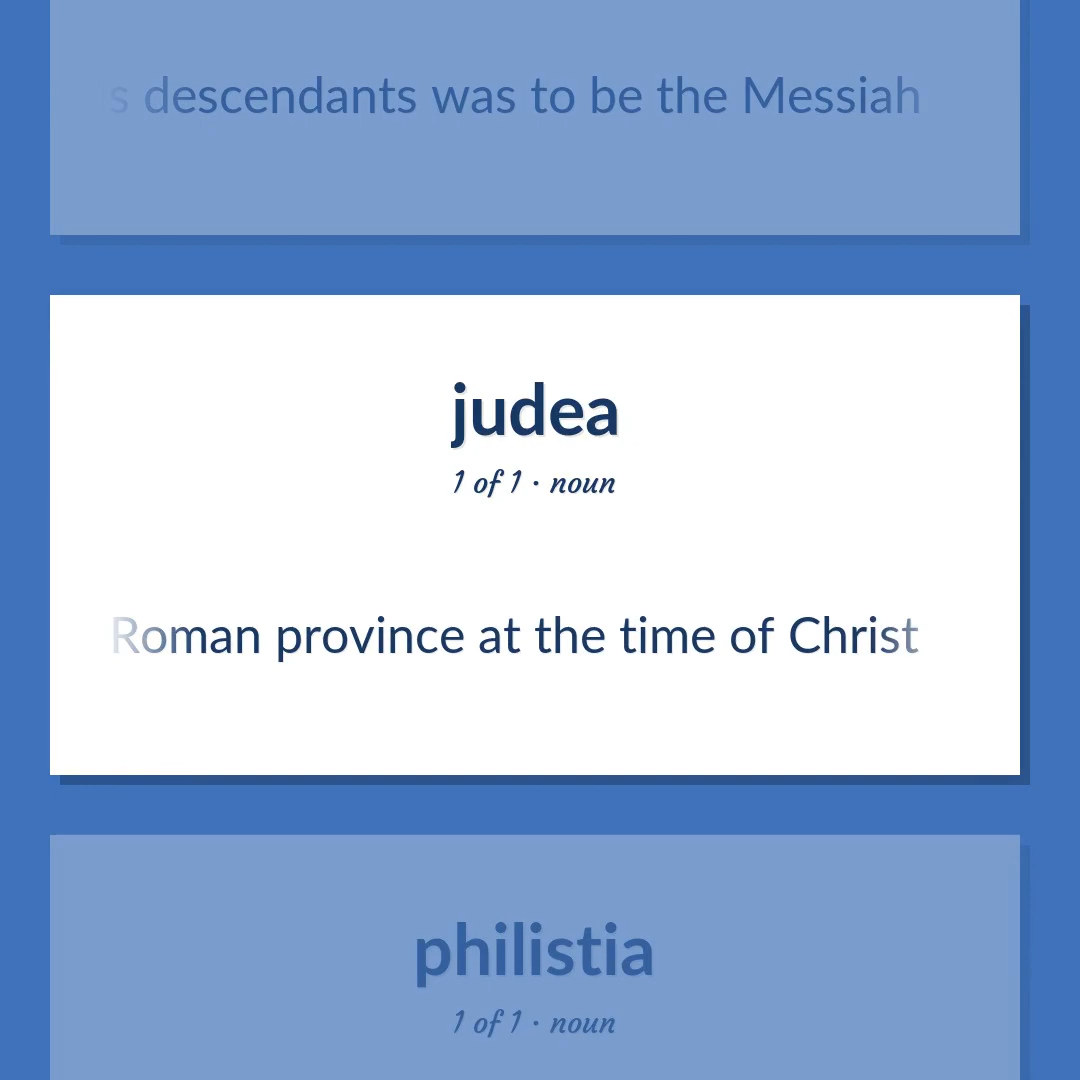 descendants was to be the Messiah
judea
1 of 1 · noun
Roman province at the time of Christ
philistia
1 of 1 · noun